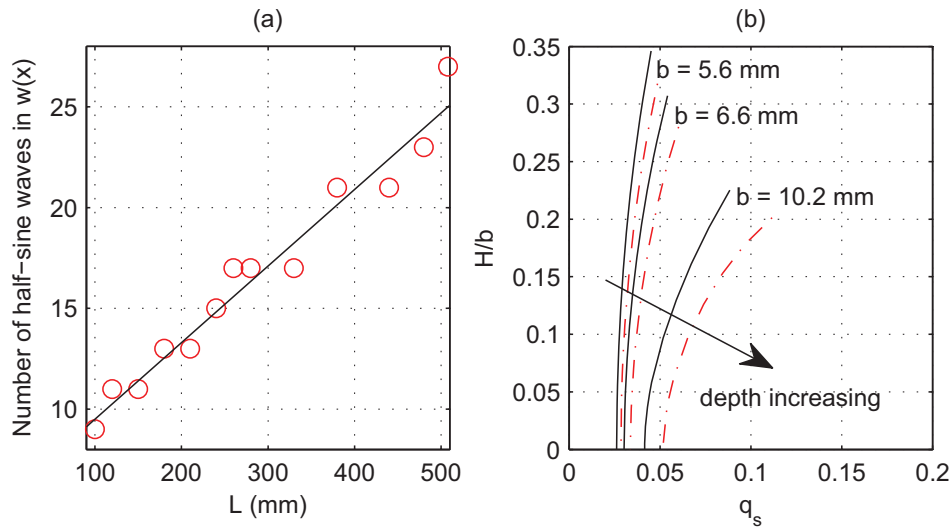 (a)
Number of half−sine waves in w(x)
25
20
15
10
100
200
300
400
500
L (mm)
(b)
H/b
0.35
0.3
0.25
0.2
0.15
0.1
0.05
0
b = 5.6 mm
b = 6.6 mm
b = 10.2 mm
depth increasing
0
0.05
0.1
0.15
0.2
q_s